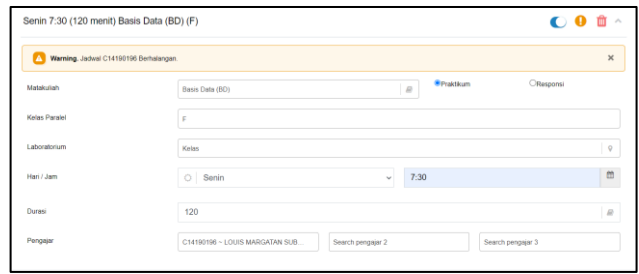 Senin 7:30 (120 menit) Basis Data (BD) (F)
Warning. Jadwal C14190196 Berhalangan.
Matakuliah Basis Data (BD) Praktikum Responsi
Kelas Paralel F
Laboratorium Kelas
Hari / Jam Senin 7:30
Durasi 120
Pengajar C14190196 ~ LOUIS MARGATAN SUB... Search pengajar 2 Search pengajar 3